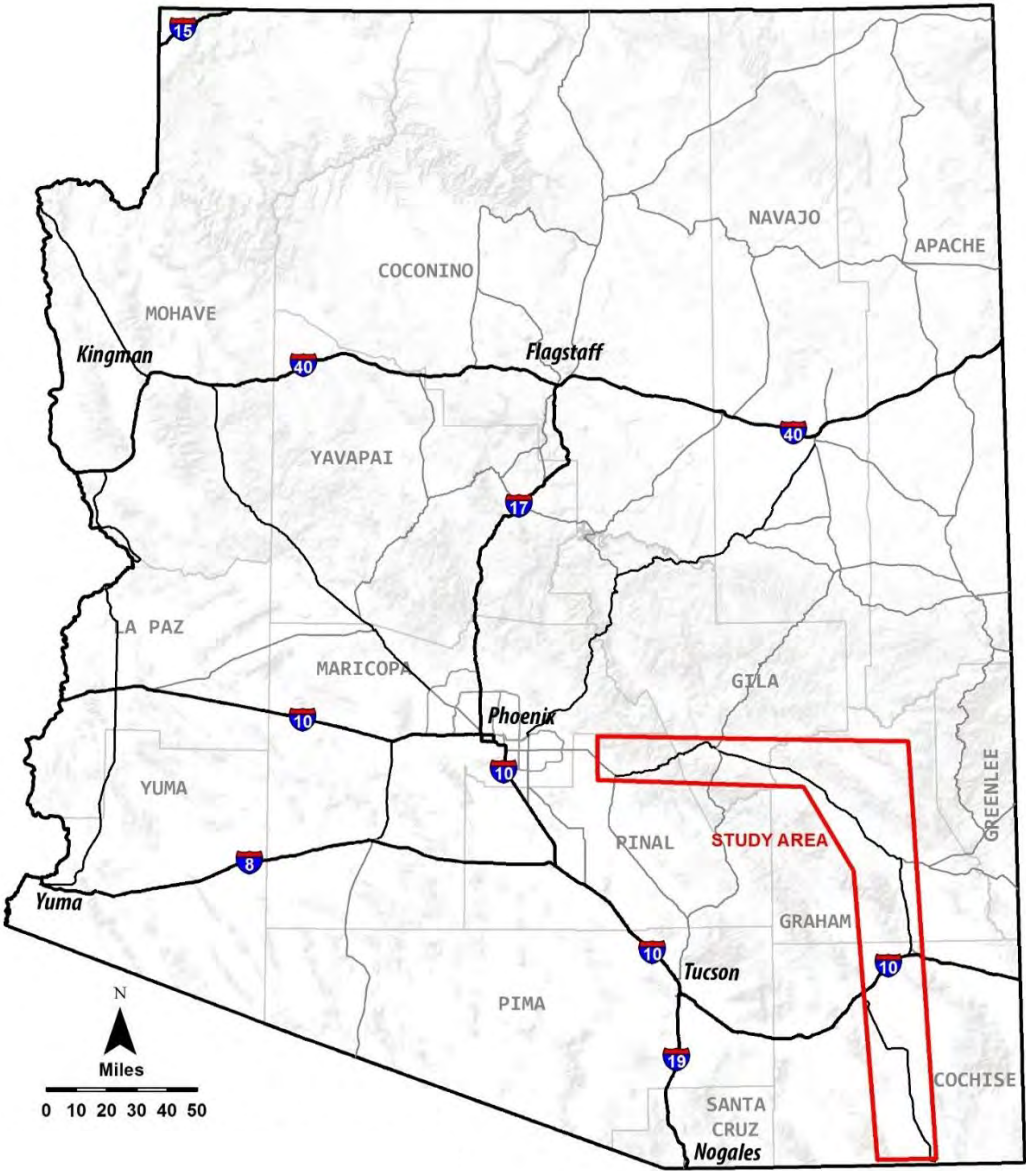 15
NAVAJO
APACHE
COCONINO
MOHAVE
Kingman
Flagstaff
40
40
YAVAPAI
17
LA PAZ
MARICOPA
GILA
Phoenix
10
10
YUMA
GREENLEE
PINAL
STUDY AREA
8
Yuma
GRAHAM
10
10
Tucson
N
PIMA
Miles
19
COCHISE
0 10 20 30 40 50
SANTA
CRUZ
Nogales